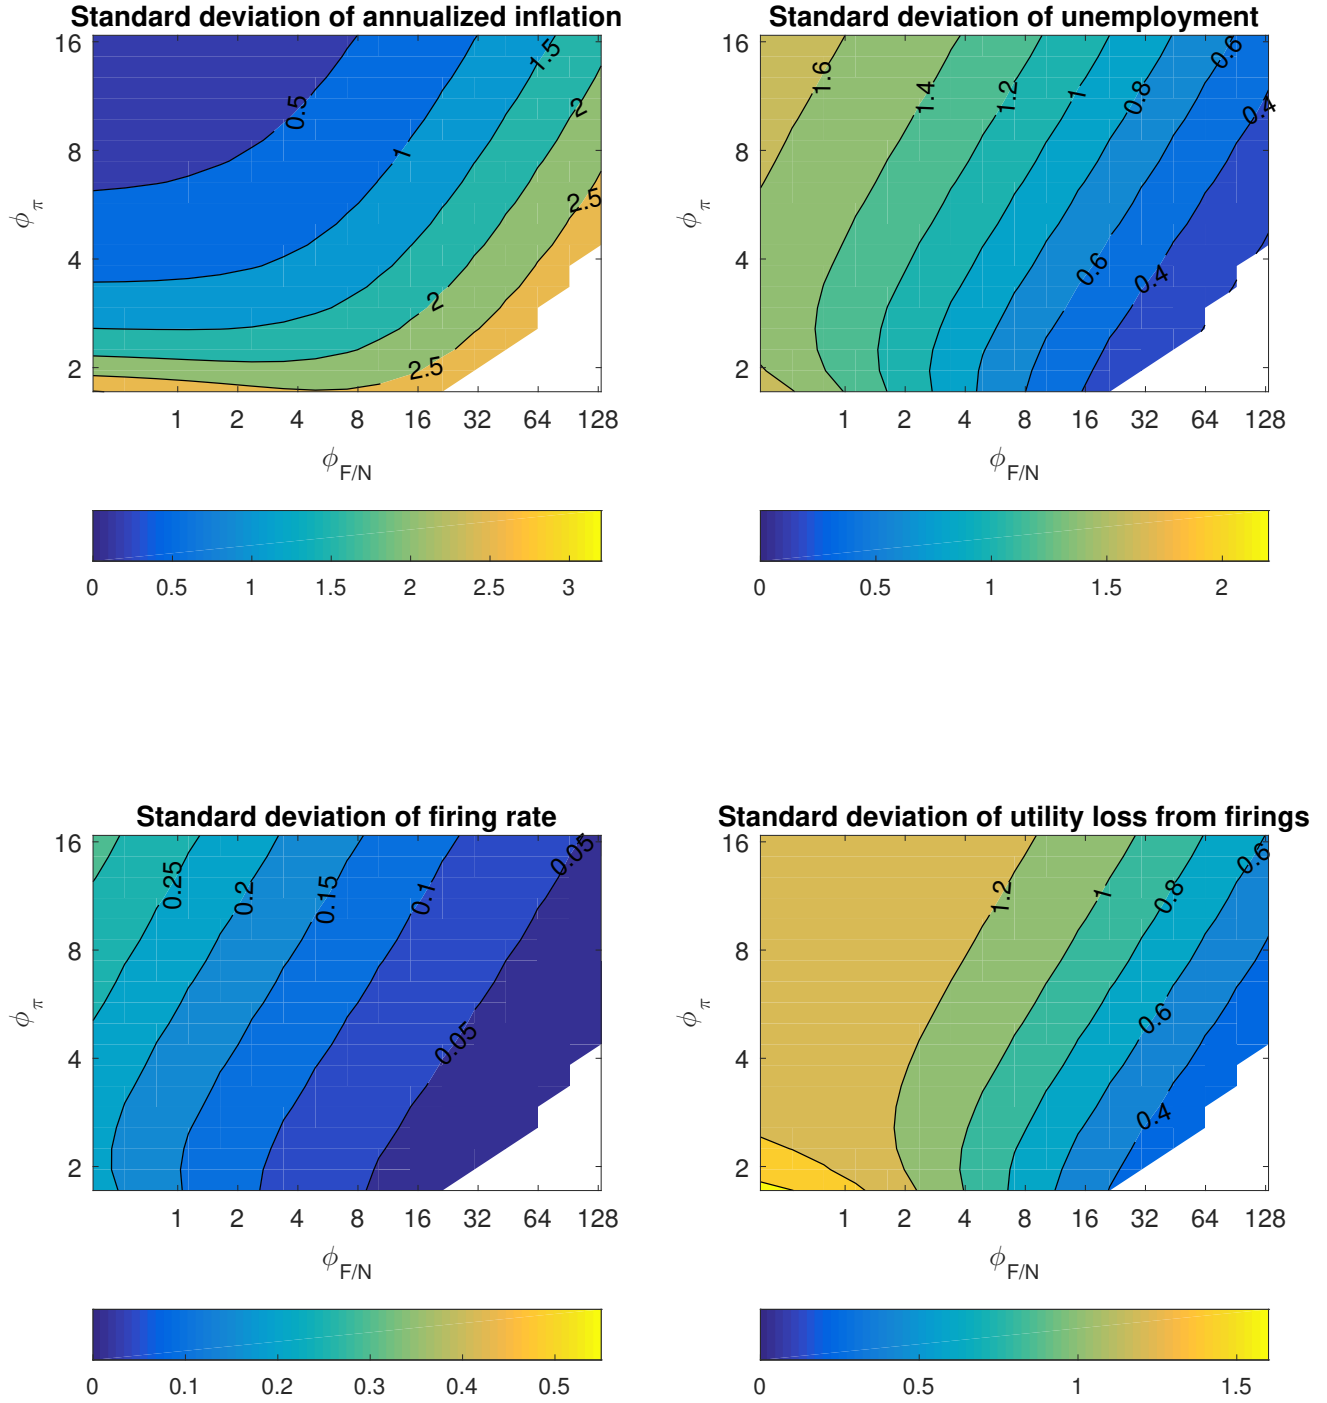 Standard deviation of annualized inflation
16
8
4
2
ϕ π
0.5
1
1.5
2
2.5
2
2.5
1 2 4 8 16 32 64 128
ϕ F/N
0 0.5 1 1.5 2 2.5 3
Standard deviation of unemployment
16
8
4
2
ϕ π
1.6
1.4
1.2
1
0.8
0.6
0.4
0.6
0.4
1 2 4 8 16 32 64 128
ϕ F/N
0 0.5 1 1.5 2
Standard deviation of firing rate
16
8
4
2
ϕ π
0.25
0.2
0.15
0.1
0.05
0.05
1 2 4 8 16 32 64 128
ϕ F/N
0 0.1 0.2 0.3 0.4 0.5
Standard deviation of utility loss from firings
16
8
4
2
ϕ π
1.2
1
0.8
0.6
0.6
0.4
1 2 4 8 16 32 64 128
ϕ F/N
0 0.5 1 1.5